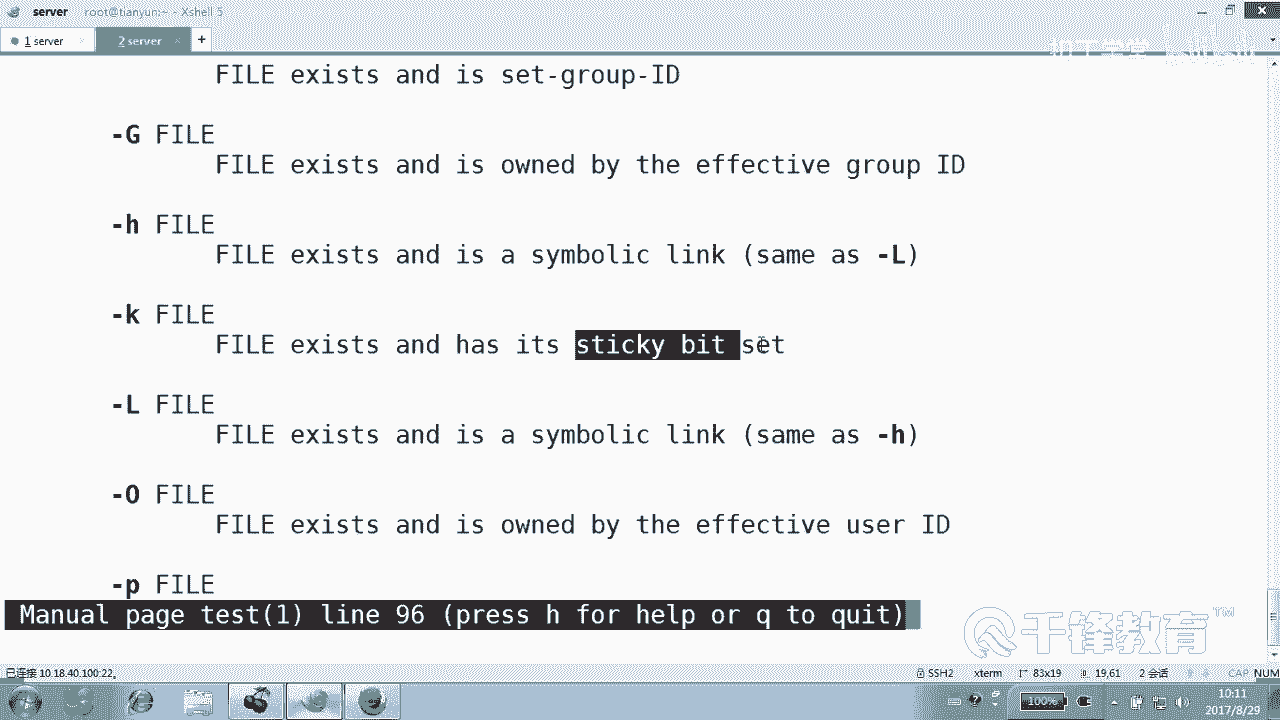 server root@tianyun:~ - Xshell 5
1 server × 2 server × +
扣丁学堂
FILE exists and is set-group-ID
-G FILE
FILE exists and is owned by the effective group ID
-h FILE
FILE exists and is a symbolic link (same as -L)
-k FILE
FILE exists and has its sticky bit set
-L FILE
FILE exists and is a symbolic link (same as -h)
-O FILE
FILE exists and is owned by the effective user ID
-p FILE
Manual page test(1) line 96 (press h for help or q to quit)
千锋教育™
已连接 10.18.40.100:22。 SSH2 xterm 83x19 19,61 2 会话 CAP NUM
100% 10:11
2017/8/29